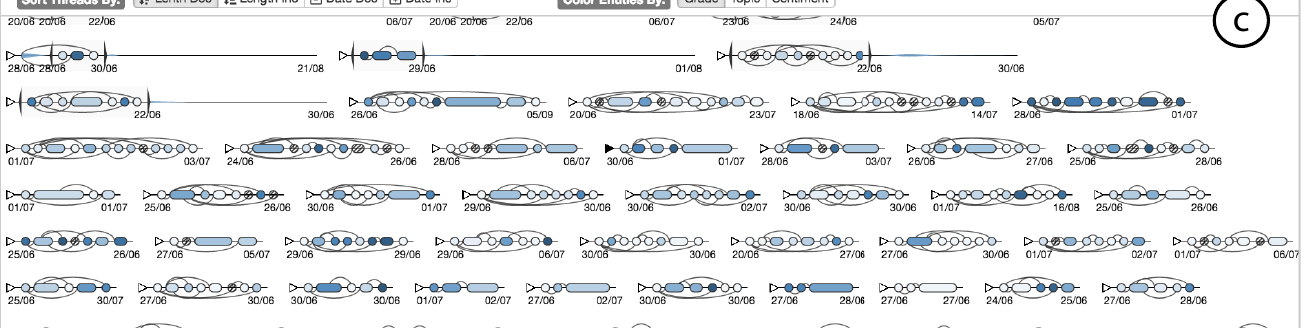 Sort Threads By: Lenth Dec Length Inc Date Dec Date Inc Color Entities By: Grade Topic Sentiment
20/06 20/06 22/06 06/07 20/06 20/06 22/06 06/07 23/06 24/06 05/07
C
28/06 28/06 30/06 21/08 29/06 01/08 22/06 30/06
22/06 30/06 26/06 05/09 20/06 23/07 18/06 14/07 28/06 01/07
01/07 03/07 24/06 26/06 28/06 06/07 30/06 01/07 28/06 03/07 26/06 27/06 25/06 28/06
01/07 01/07 25/06 26/06 30/06 01/07 29/06 30/06 30/06 02/07 30/06 30/06 01/07 16/08 25/06 26/06
25/06 26/06 27/06 05/07 29/06 29/06 29/06 06/07 30/06 30/06 20/06 27/06 27/06 30/06 01/07 02/07 01/07 06/07
25/06 30/07 27/06 30/06 30/06 30/06 01/07 02/07 27/06 02/07 30/06 30/06 27/06 28/06 27/06 27/06 24/06 25/06 27/06 28/06